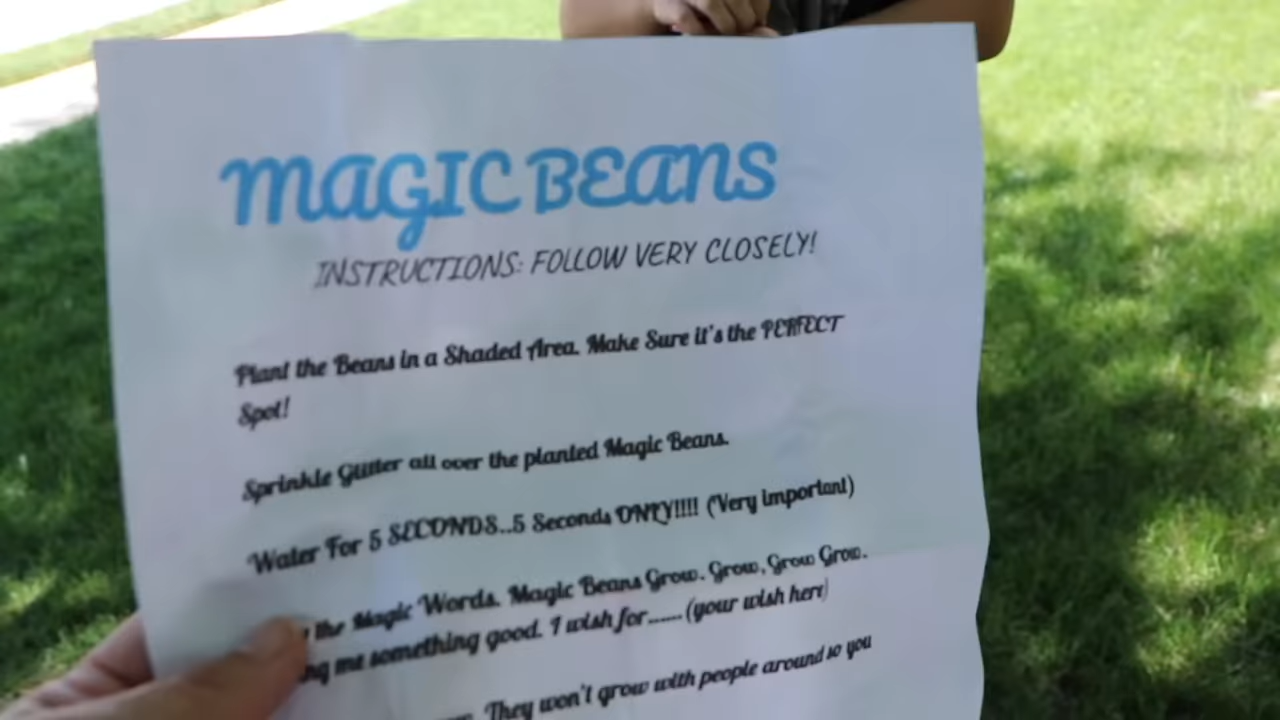 MAGIC BEANS
INSTRUCTIONS: FOLLOW VERY CLOSELY!
Plant the Beans in a Shaded Area. Make Sure it's the PERFECT
Spot!
Sprinkle Glitter all over the planted Magic Beans.
Water For 5 SECONDS..5 Seconds ONLY!!!! (Very important)
the Magic Words. Magic Beans Grow. Grow, Grow Grow.
me something good. I wish for......(your wish here)
They won't grow with people around so you